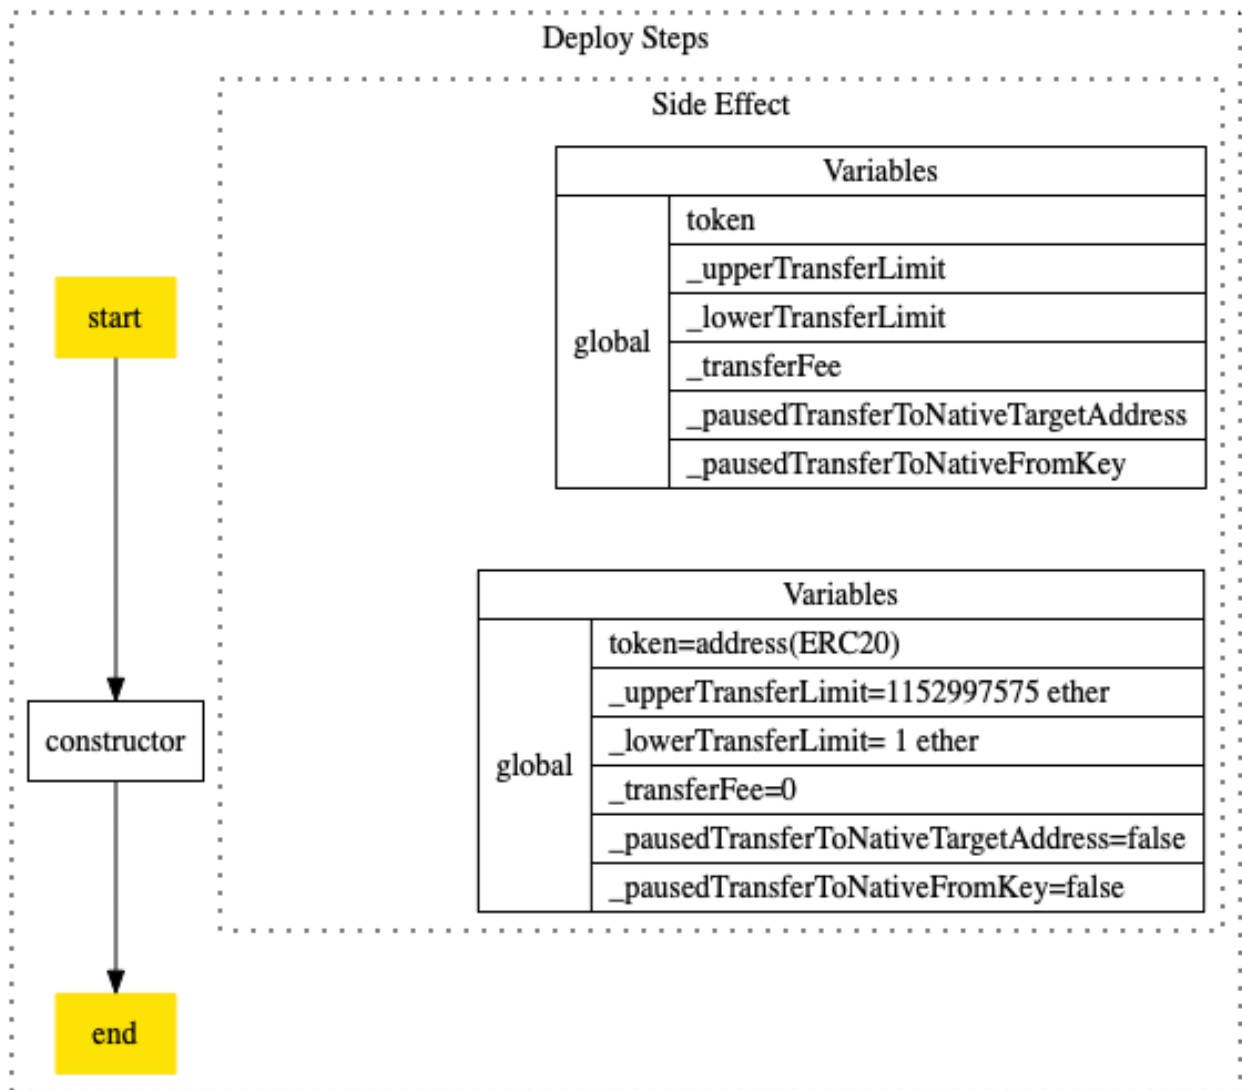 Deploy Steps
Side Effect
Variables
token
_upperTransferLimit
_lowerTransferLimit
global
_transferFee
_pausedTransferToNativeTargetAddress
_pausedTransferToNativeFromKey
start
Variables
token=address(ERC20)
_upperTransferLimit=1152997575 ether
_lowerTransferLimit= 1 ether
global
_transferFee=0
_pausedTransferToNativeTargetAddress=false
_pausedTransferToNativeFromKey=false
constructor
end